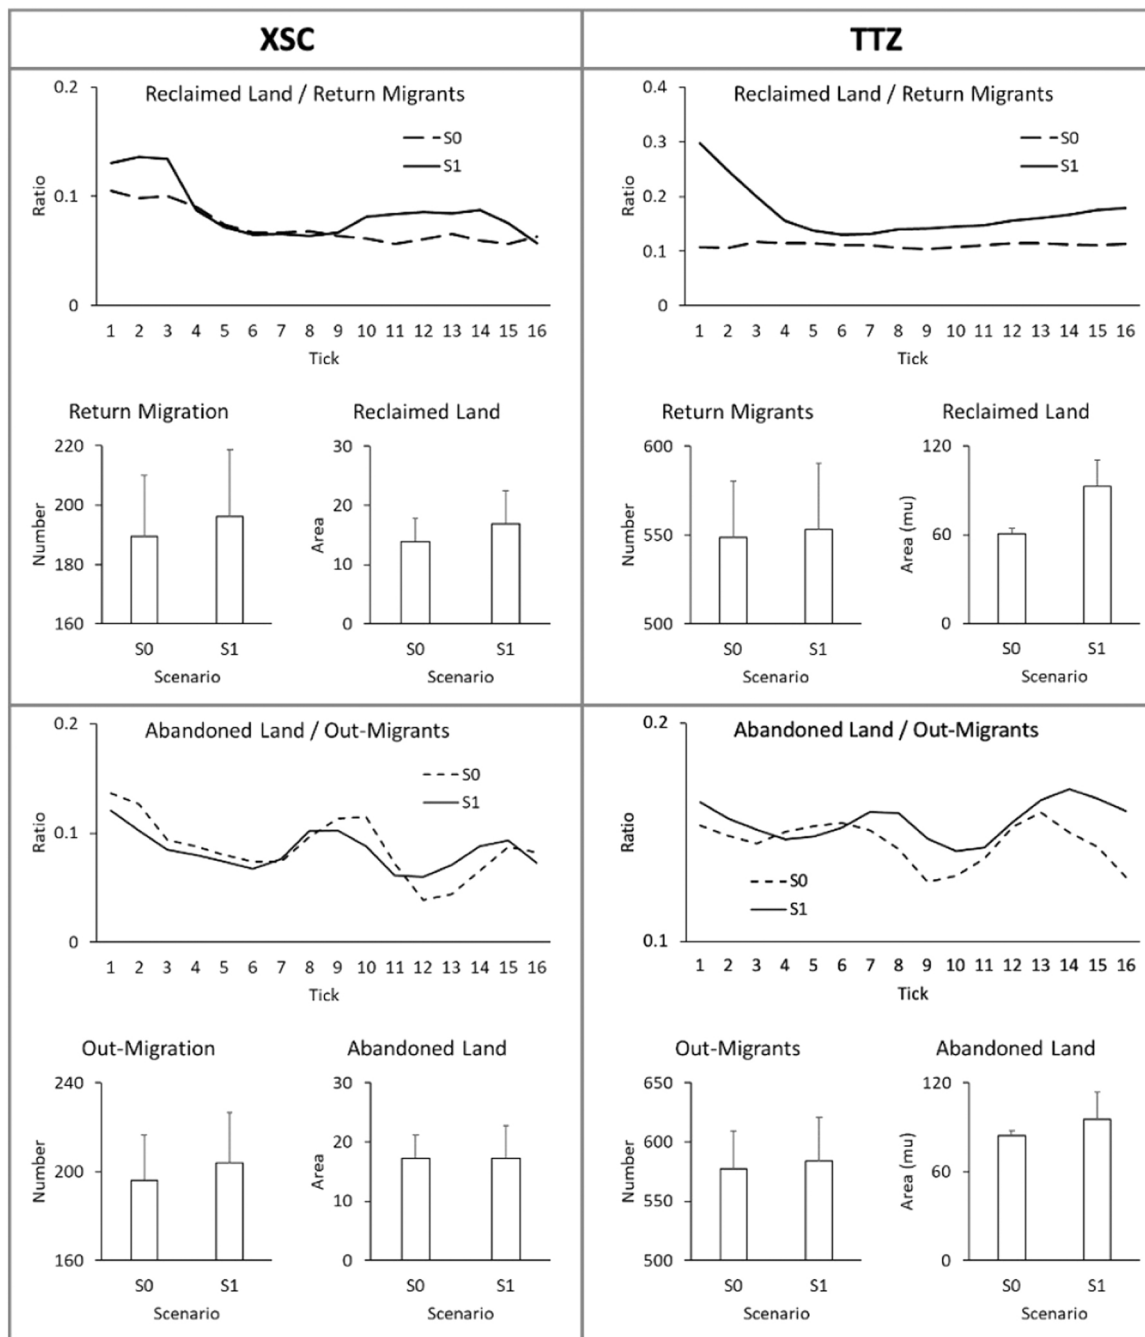 XSC
TTZ
Reclaimed Land / Return Migrants
0.2
0.1
0
Ratio
S0
S1
1 2 3 4 5 6 7 8 9 10 11 12 13 14 15 16
Tick
Reclaimed Land / Return Migrants
0.4
0.3
0.2
0.1
0
Ratio
S0
S1
1 2 3 4 5 6 7 8 9 10 11 12 13 14 15 16
Tick
Return Migration
220
200
180
160
Number
S0 S1
Scenario
Reclaimed Land
30
20
10
0
Area
S0 S1
Scenario
Return Migrants
600
550
500
Number
S0 S1
Scenario
Reclaimed Land
120
60
0
Area (mu)
S0 S1
Scenario
Abandoned Land / Out-Migrants
0.2
0.1
0
Ratio
S0
S1
1 2 3 4 5 6 7 8 9 10 11 12 13 14 15 16
Tick
Abandoned Land / Out-Migrants
0.2
0.1
Ratio
S0
S1
1 2 3 4 5 6 7 8 9 10 11 12 13 14 15 16
Tick
Out-Migration
240
200
160
Number
S0 S1
Scenario
Abandoned Land
30
20
10
0
Area
S0 S1
Scenario
Out-Migrants
650
600
550
500
Number
S0 S1
Scenario
Abandoned Land
120
60
0
Area (mu)
S0 S1
Scenario